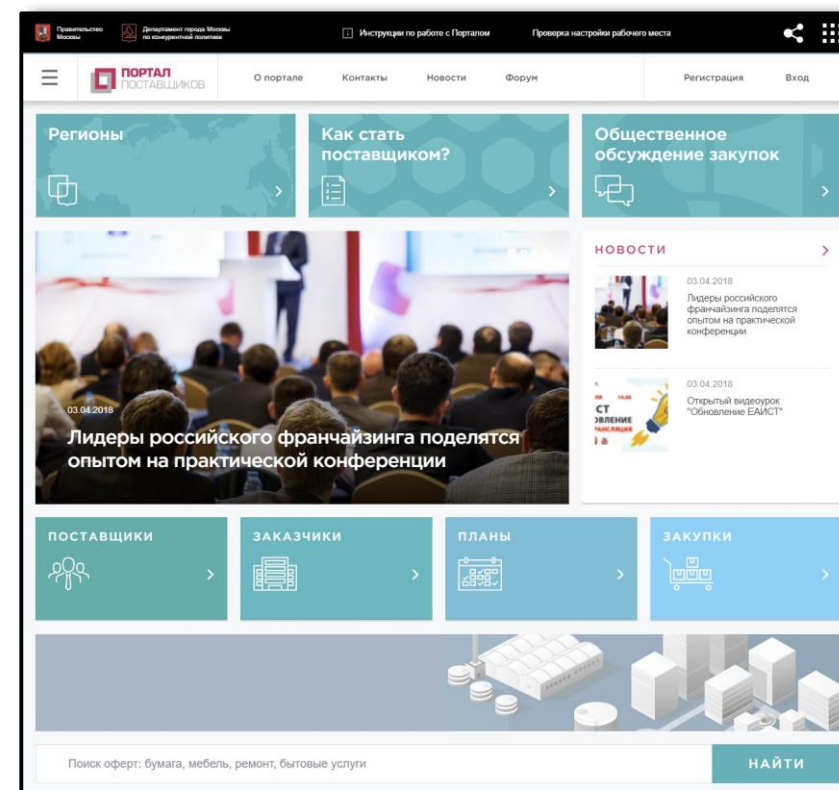 Правительство
Москвы
Департамент города Москвы
по конкурентной политике
Инструкции по работе с Порталом
Проверка настройки рабочего места
ПОРТАЛ
ПОСТАВЩИКОВ
О портале
Контакты
Новости
Форум
Регистрация
Вход
Регионы
Как стать
поставщиком?
Общественное
обсуждение закупок
03.04.2018
Лидеры российского франчайзинга поделятся
опытом на практической конференции
НОВОСТИ
03.04.2018
Лидеры российского
франчайзинга поделятся
опытом на практической
конференции
03.04.2018
Открытый видеоурок
"Обновление ЕАИСТ"
ПОСТАВЩИКИ
ЗАКАЗЧИКИ
ПЛАНЫ
ЗАКУПКИ
Поиск оферт: бумага, мебель, ремонт, бытовые услуги
НАЙТИ